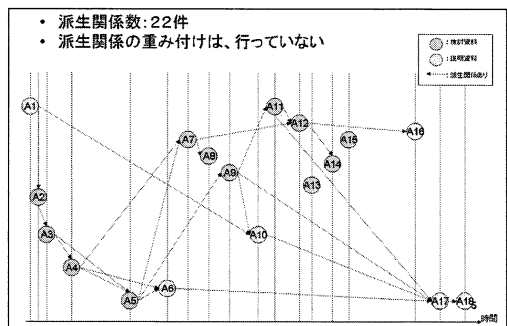 • 派生関係数：22件
• 派生関係の重み付けは、行っていない
：検討資料
：説明資料
：派生関係あり
A1
A11
A12
A16
A7
A15
A8
A14
A9
A13
A2
A3
A10
A4
A6
A5
A17
A18
時間